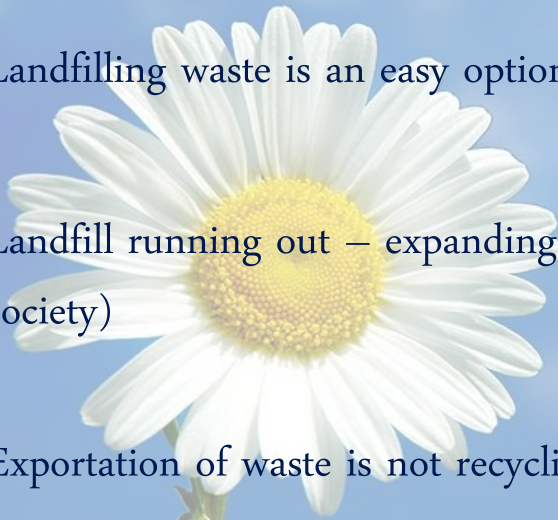 Landfilling waste is an easy option
Landfill running out – expanding
ociety)
Exportation of waste is not recycli